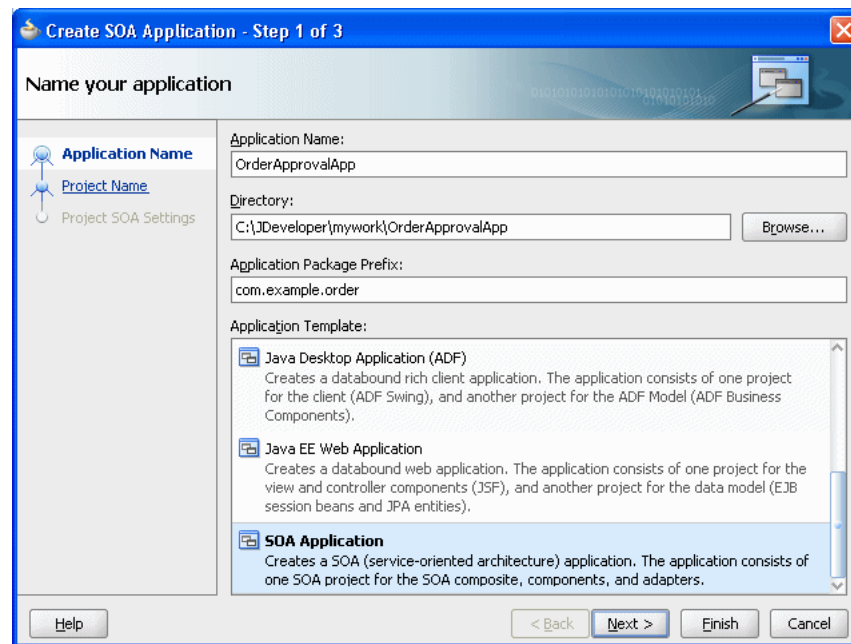 Create SOA Application - Step 1 of 3
Name your application
0101010101010101010101010101
01010101010
Application Name
Project Name
Project SOA Settings
Application Name:
OrderApprovalApp
Directory:
C:\JDeveloper\mywork\OrderApprovalApp
Browse...
Application Package Prefix:
com.example.order
Application Template:
Java Desktop Application (ADF)
Creates a databound rich client application. The application consists of one project
for the client (ADF Swing), and another project for the ADF Model (ADF Business
Components).
Java EE Web Application
Creates a databound web application. The application consists of one project for the
view and controller components (JSF), and another project for the data model (EJB
session beans and JPA entities).
SOA Application
Creates a SOA (service-oriented architecture) application. The application consists of
one SOA project for the SOA composite, components, and adapters.
Help
< Back
Next >
Finish
Cancel